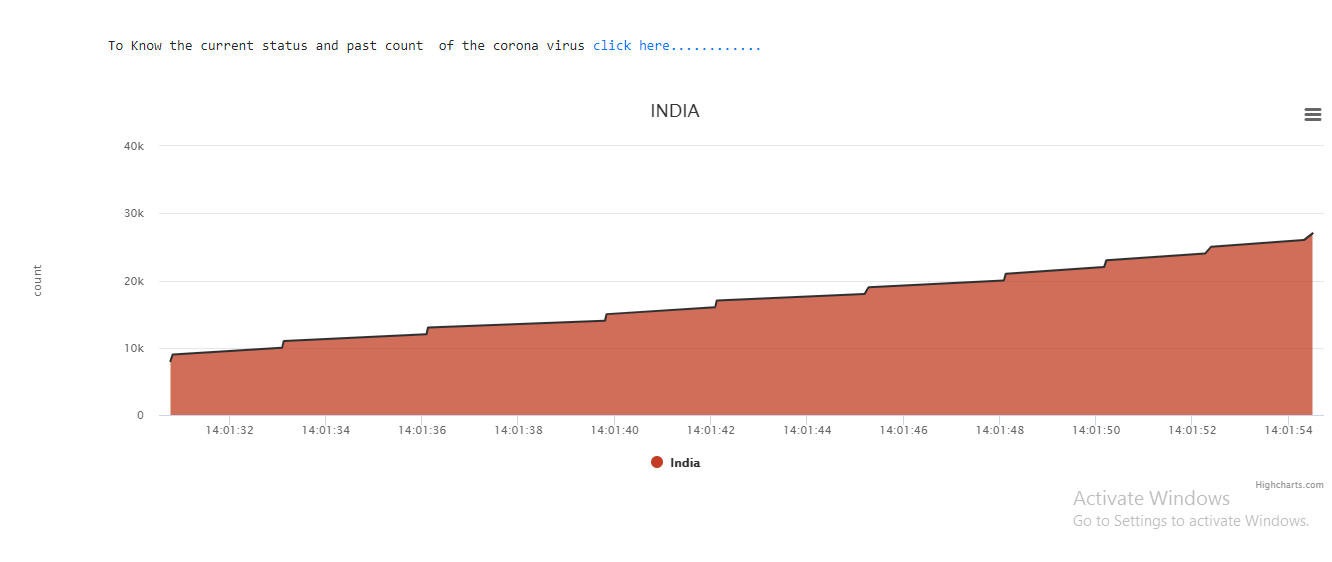 To Know the current status and past count  of the corona virus click here............
INDIA
40k
30k
20k
10k
0
count
14:01:32 14:01:34 14:01:36 14:01:38 14:01:40 14:01:42 14:01:44 14:01:46 14:01:48 14:01:50 14:01:52 14:01:54
India
Highcharts.com
Activate Windows
Go to Settings to activate Windows.